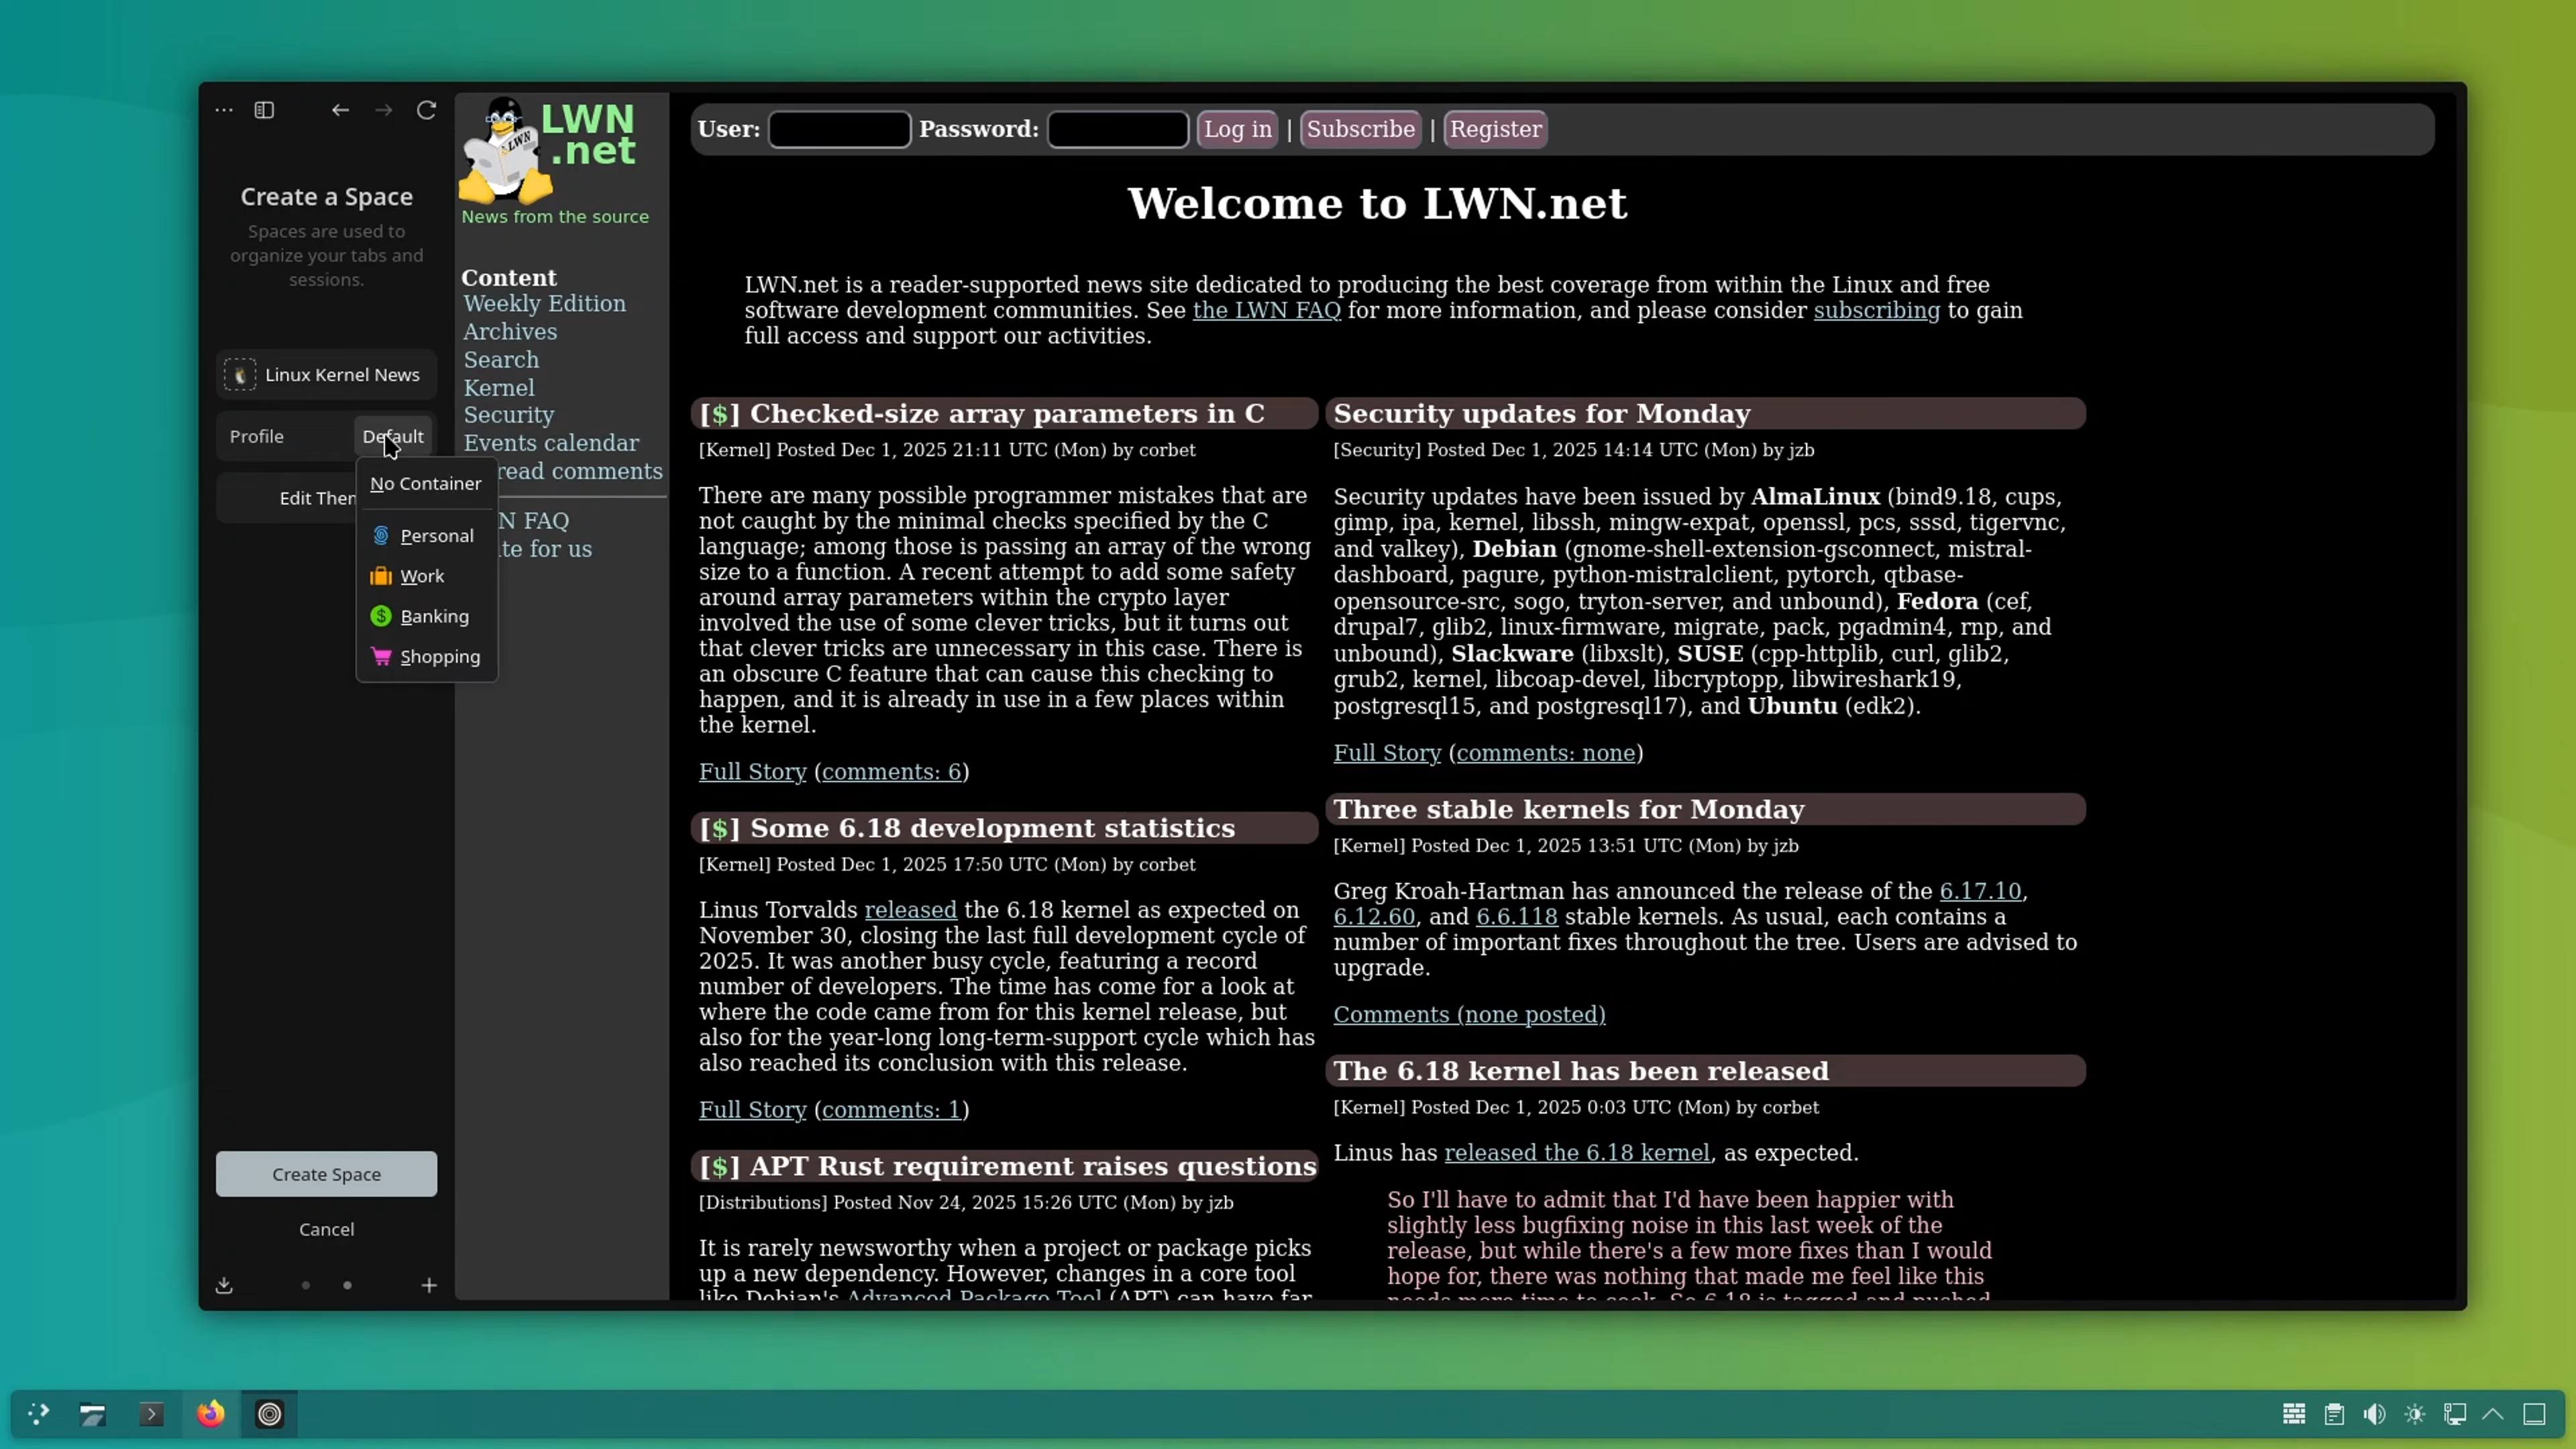 Create a Space
Spaces are used to
organize your tabs and
sessions.
Linux Kernel News
Profile
Default
No Container
Edit
Personal
Work
Banking
Shopping
Create Space
Cancel
LWN
LWN
.net
News from the source
Content
Weekly Edition
Archives
Search
Kernel
Security
Events calendar
read comments
N FAQ
te for us
User: Password: Log in | Subscribe | Register
Welcome to LWN.net
LWN.net is a reader-supported news site dedicated to producing the best coverage from within the Linux and free
software development communities. See the LWN FAQ for more information, and please consider subscribing to gain
full access and support our activities.
[$] Checked-size array parameters in C
[Kernel] Posted Dec 1, 2025 21:11 UTC (Mon) by corbet
There are many possible programmer mistakes that are
not caught by the minimal checks specified by the C
language; among those is passing an array of the wrong
size to a function. A recent attempt to add some safety
around array parameters within the crypto layer
involved the use of some clever tricks, but it turns out
that clever tricks are unnecessary in this case. There is
an obscure C feature that can cause this checking to
happen, and it is already in use in a few places within
the kernel.
Full Story (comments: 6)
[$] Some 6.18 development statistics
[Kernel] Posted Dec 1, 2025 17:50 UTC (Mon) by corbet
Linus Torvalds released the 6.18 kernel as expected on
November 30, closing the last full development cycle of
2025. It was another busy cycle, featuring a record
number of developers. The time has come for a look at
where the code came from for this kernel release, but
also for the year-long long-term-support cycle which has
also reached its conclusion with this release.
Full Story (comments: 1)
[$] APT Rust requirement raises questions
[Distributions] Posted Nov 24, 2025 15:26 UTC (Mon) by jzb
It is rarely newsworthy when a project or package picks
up a new dependency. However, changes in a core tool
like Debian's Advanced Package Tool (APT) can have far
Security updates for Monday
[Security] Posted Dec 1, 2025 14:14 UTC (Mon) by jzb
Security updates have been issued by AlmaLinux (bind9.18, cups,
gimp, ipa, kernel, libssh, mingw-expat, openssl, pcs, sssd, tigervnc,
and valkey), Debian (gnome-shell-extension-gsconnect, mistral-
dashboard, pagure, python-mistralclient, pytorch, qtbase-
opensource-src, sogo, tryton-server, and unbound), Fedora (cef,
drupal7, glib2, linux-firmware, migrate, pack, pgadmin4, rnp, and
unbound), Slackware (libxslt), SUSE (cpp-httplib, curl, glib2,
grub2, kernel, libcoap-devel, libcryptopp, libwireshark19,
postgresql15, and postgresql17), and Ubuntu (edk2).
Full Story (comments: none)
Three stable kernels for Monday
[Kernel] Posted Dec 1, 2025 13:51 UTC (Mon) by jzb
Greg Kroah-Hartman has announced the release of the 6.17.10,
6.12.60, and 6.6.118 stable kernels. As usual, each contains a
number of important fixes throughout the tree. Users are advised to
upgrade.
Comments (none posted)
The 6.18 kernel has been released
[Kernel] Posted Dec 1, 2025 0:03 UTC (Mon) by corbet
Linus has released the 6.18 kernel, as expected.
So I'll have to admit that I'd have been happier with
slightly less bugfixing noise in this last week of the
release, but while there's a few more fixes than I would
hope for, there was nothing that made me feel like this
needs more time to cook. So 6.18 is tagged and pushed